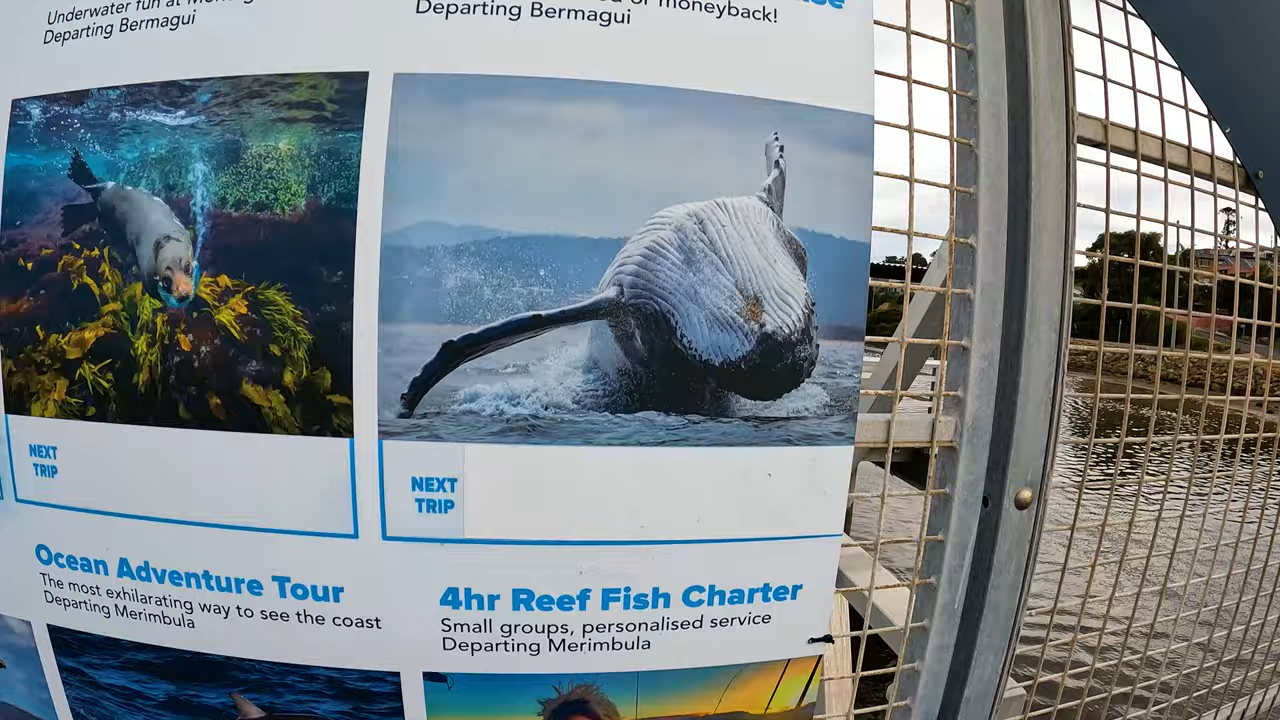 Underwater fun at
Departing Bermagui
or moneyback!
Departing Bermagui
NEXT
TRIP
NEXT
TRIP
Ocean Adventure Tour
The most exhilarating way to see the coast
Departing Merimbula
4hr Reef Fish Charter
Small groups, personalised service
Departing Merimbula